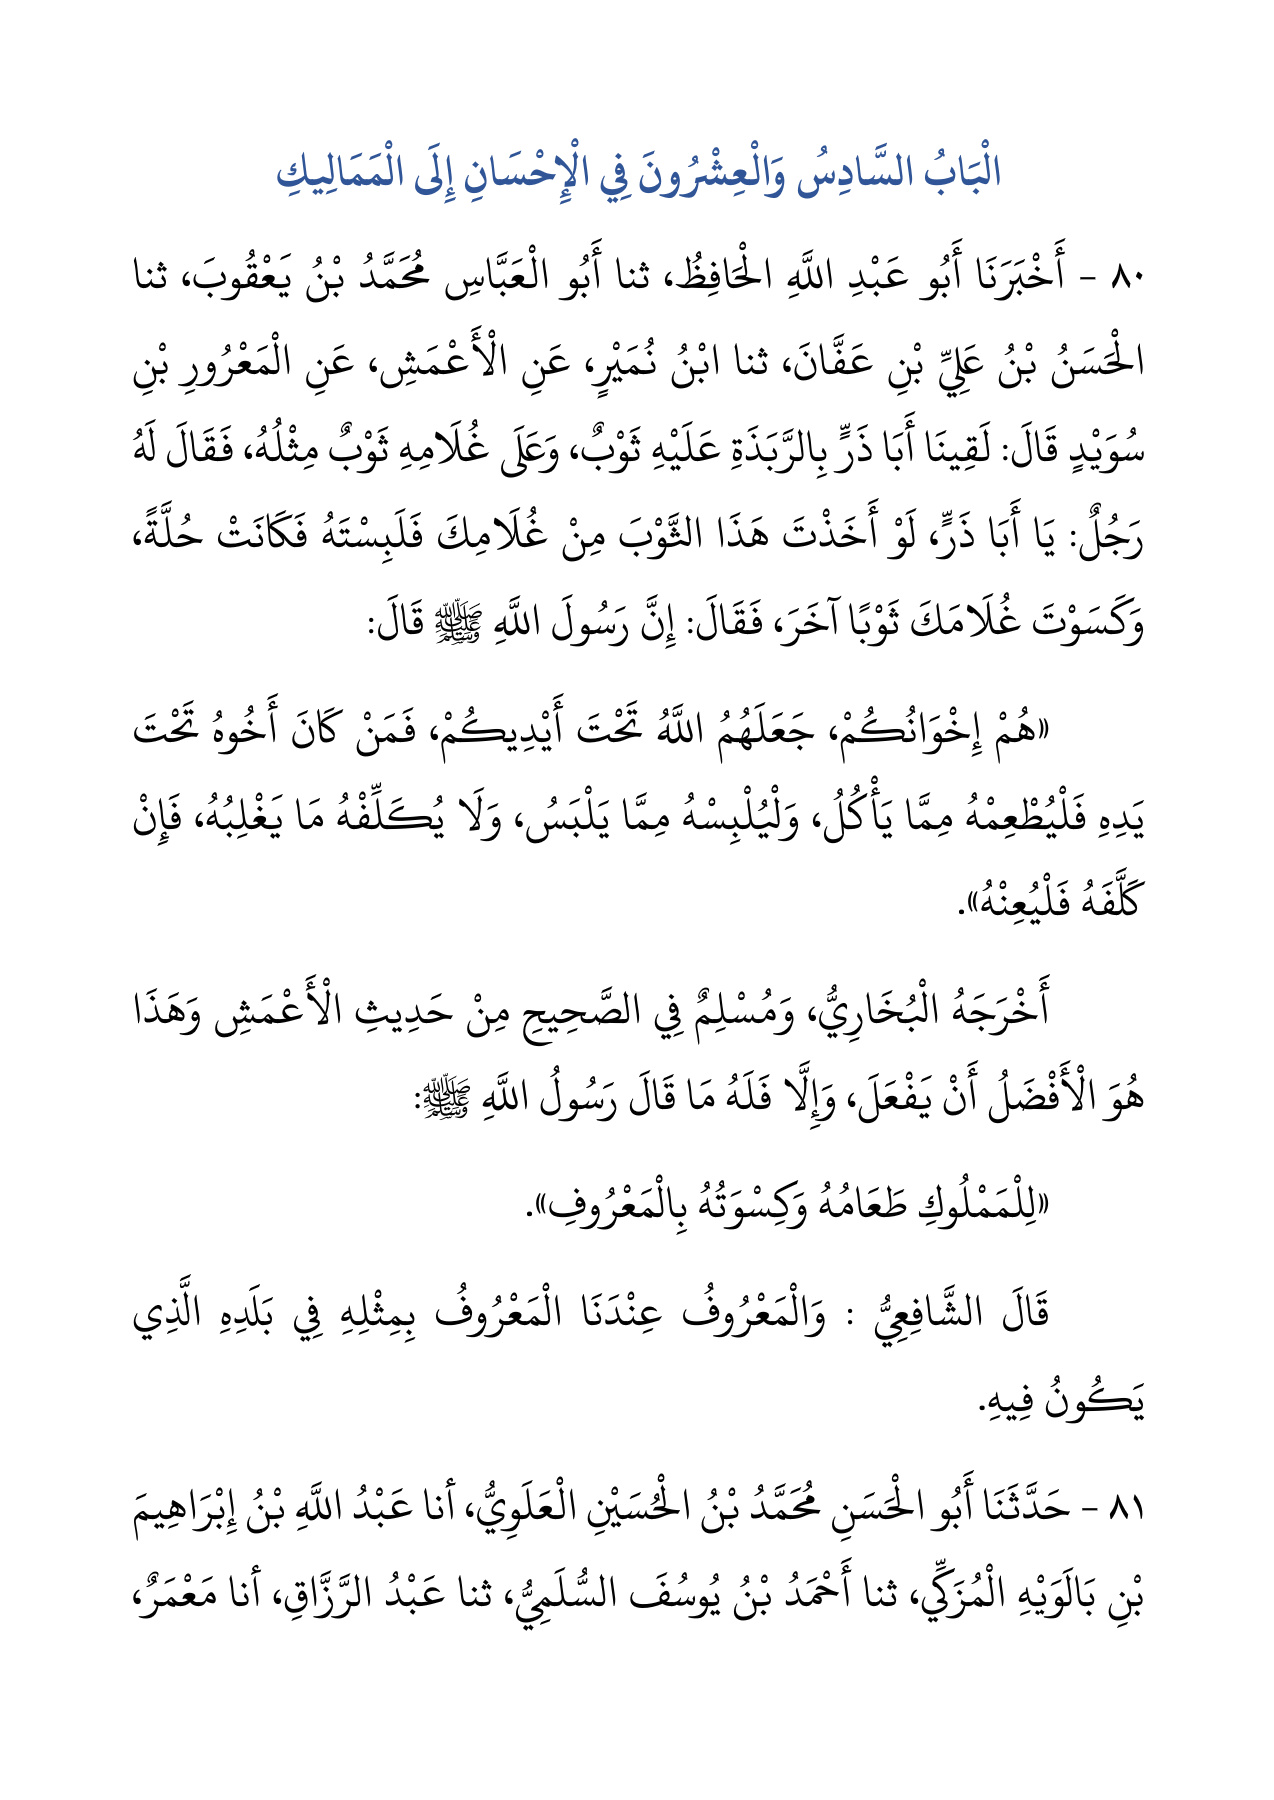 الْبَابُ السَّادِسُ وَالْعِشْرُونَ فِي الْإِحْسَانِ إِلَى الْمَمَالِيكِ
٨٠ - أَخْبَرَنَا أَبُو عَبْدِ اللَّهِ الْحَافِظُ، ثنا أَبُو الْعَبَّاسِ مُحَمَّدُ بْنُ يَعْقُوبَ، ثنا
الْحَسَنُ بْنُ عَلِيِّ بْنِ عَفَّانَ، ثنا ابْنُ نُمَيْرٍ، عَنِ الْأَعْمَشِ، عَنِ الْمَعْرُورِ بْنِ
سُوَيْدٍ قَالَ: لَقِينَا أَبَا ذَرٍّ بِالرَّبَذَةِ عَلَيْهِ ثَوْبٌ، وَعَلَى غُلَامِهِ ثَوْبٌ مِثْلُهُ، فَقَالَ لَهُ
رَجُلٌ: يَا أَبَا ذَرٍّ، لَوْ أَخَذْتَ هَذَا الثَّوْبَ مِنْ غُلَامِكَ فَلَبِسْتَهُ فَكَانَتْ حُلَّةً،
وَكَسَوْتَ غُلَامَكَ ثَوْبًا آخَرَ، فَقَالَ: إِنَّ رَسُولَ اللَّهِ ﷺ قَالَ:
«هُمْ إِخْوَانُكُمْ، جَعَلَهُمُ اللَّهُ تَحْتَ أَيْدِيكُمْ، فَمَنْ كَانَ أَخُوهُ تَحْتَ
يَدِهِ فَلْيُطْعِمْهُ مِمَّا يَأْكُلُ، وَلْيُلْبِسْهُ مِمَّا يَلْبَسُ، وَلَا يُكَلِّفْهُ مَا يَغْلِبُهُ، فَإِنْ
كَلَّفَهُ فَلْيُعِنْهُ».
أَخْرَجَهُ الْبُخَارِيُّ، وَمُسْلِمٌ فِي الصَّحِيحِ مِنْ حَدِيثِ الْأَعْمَشِ وَهَذَا
هُوَ الْأَفْضَلُ أَنْ يَفْعَلَ، وَإِلَّا فَلَهُ مَا قَالَ رَسُولُ اللَّهِ ﷺ:
«لِلْمَمْلُوكِ طَعَامُهُ وَكِسْوَتُهُ بِالْمَعْرُوفِ».
قَالَ الشَّافِعِيُّ : وَالْمَعْرُوفُ عِنْدَنَا الْمَعْرُوفُ بِمِثْلِهِ فِي بَلَدِهِ الَّذِي
يَكُونُ فِيهِ.
٨١ - حَدَّثَنَا أَبُو الْحَسَنِ مُحَمَّدُ بْنُ الْحُسَيْنِ الْعَلَوِيُّ، أنا عَبْدُ اللَّهِ بْنُ إِبْرَاهِيمَ
بْنِ بَالَوَيْهِ الْمُزَكِّي، ثنا أَحْمَدُ بْنُ يُوسُفَ السُّلَمِيُّ، ثنا عَبْدُ الرَّزَّاقِ، أنا مَعْمَرٌ،